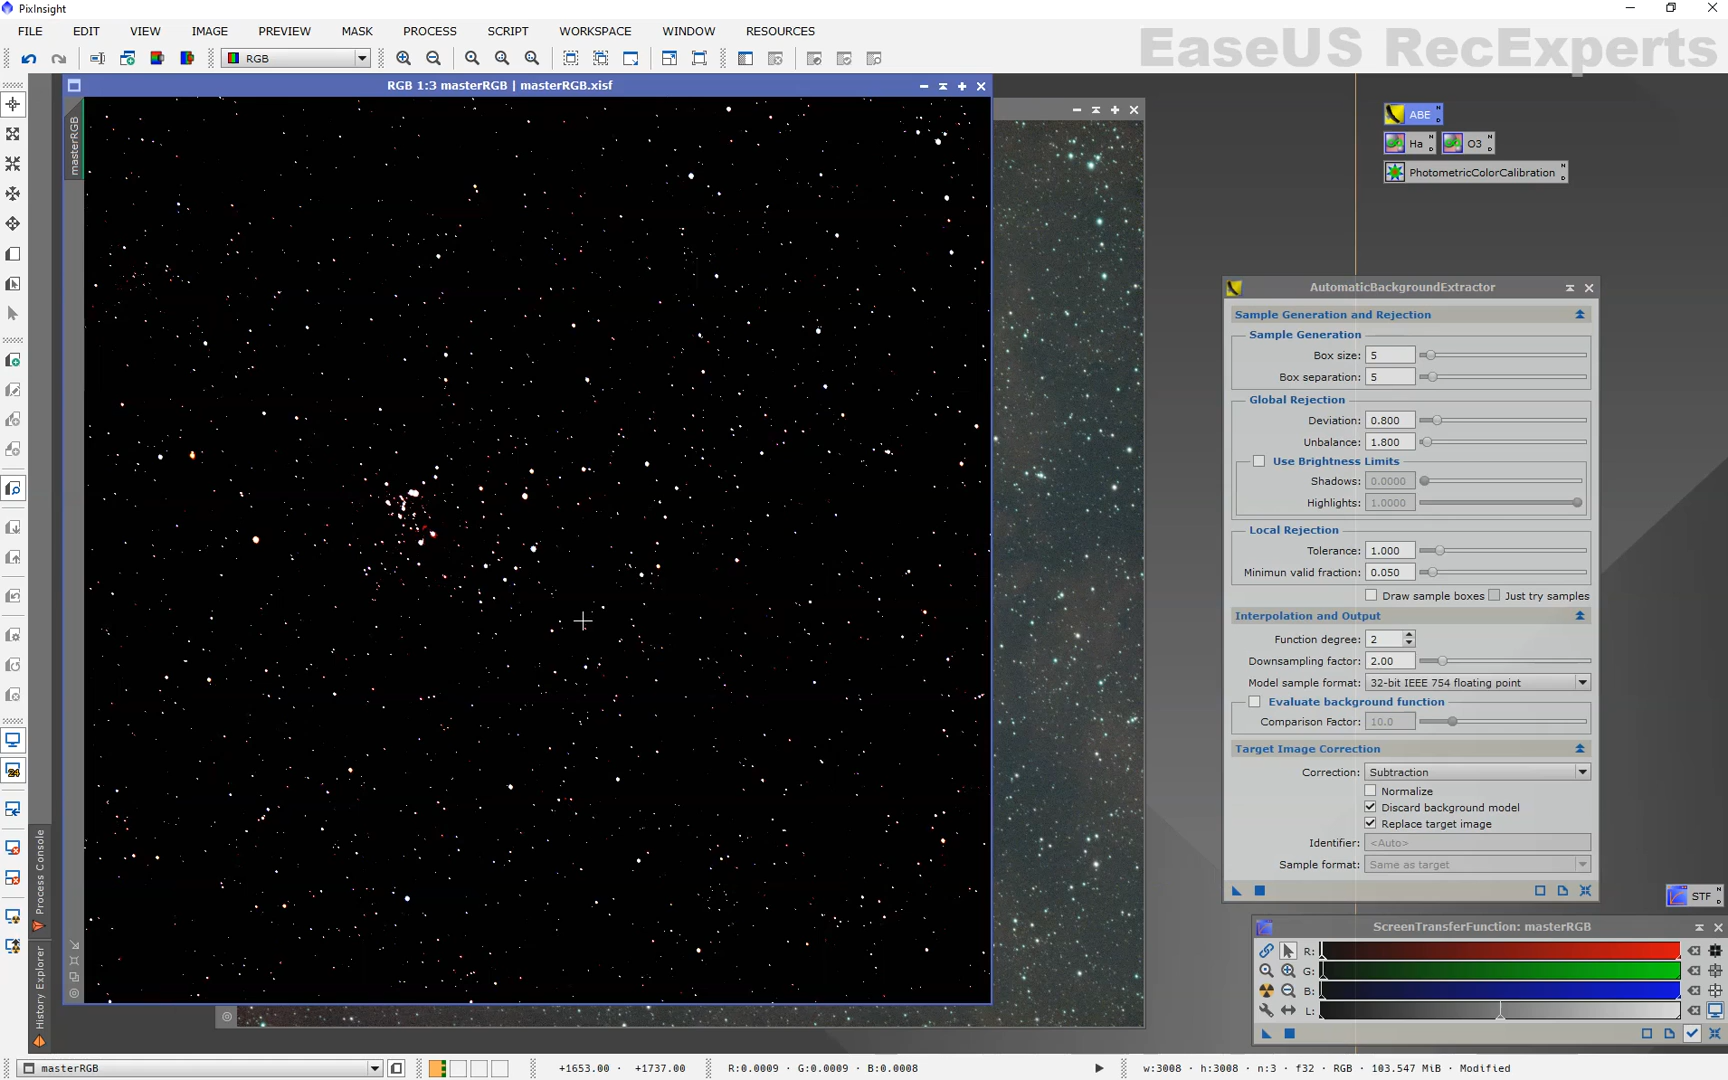 PixInsight
FILE EDIT VIEW IMAGE PREVIEW MASK PROCESS SCRIPT WORKSPACE WINDOW RESOURCES
EaseUS RecExperts
RGB
RGB 1:3 masterRGB | masterRGB.xisf
masterRGB
ABE
Ha O3
PhotometricColorCalibration
AutomaticBackgroundExtractor
Sample Generation and Rejection
Sample Generation
Box size: 5
Box separation: 5
Global Rejection
Deviation: 0.800
Unbalance: 1.800
Use Brightness Limits
Shadows: 0.0000
Highlights: 1.0000
Local Rejection
Tolerance: 1.000
Minimun valid fraction: 0.050
Draw sample boxes Just try samples
Interpolation and Output
Function degree: 2
Downsampling factor: 2.00
Model sample format: 32-bit IEEE 754 floating point
Evaluate background function
Comparison Factor: 10.0
Target Image Correction
Correction: Subtraction
Normalize
Discard background model
Replace target image
Identifier: <Auto>
Sample format: Same as target
STF
ScreenTransferFunction: masterRGB
R:
G:
B:
L:
24
Process Console
History Explorer
masterRGB
+1653.00 · +1737.00 · R:0.0009 · G:0.0009 · B:0.0008
w:3008 · h:3008 · n:3 · f32 · RGB · 103.547 MiB · Modified